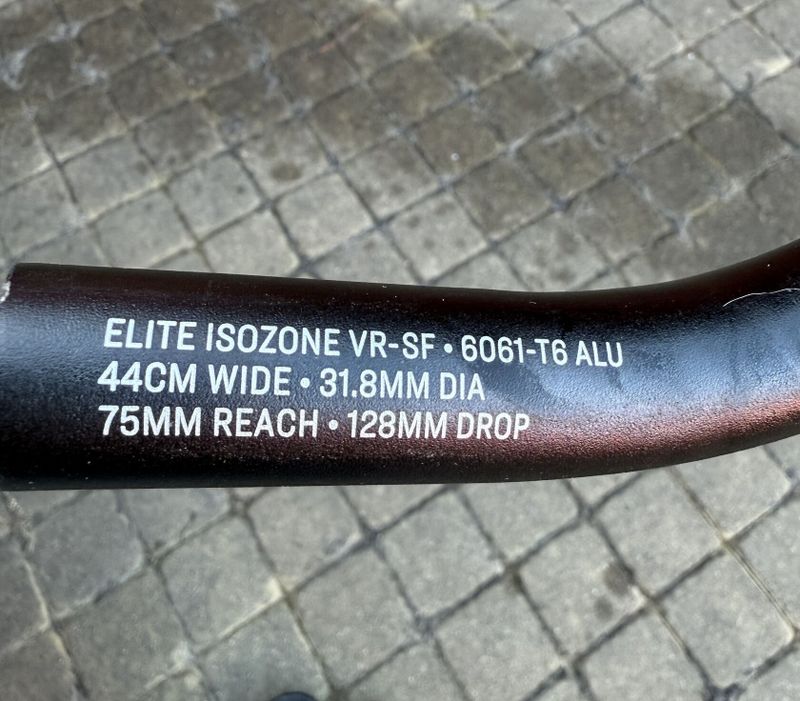 ELITE ISOZONE VR-SF • 6061-T6 ALU
44CM WIDE • 31.8MM DIA
75MM REACH • 128MM DROP